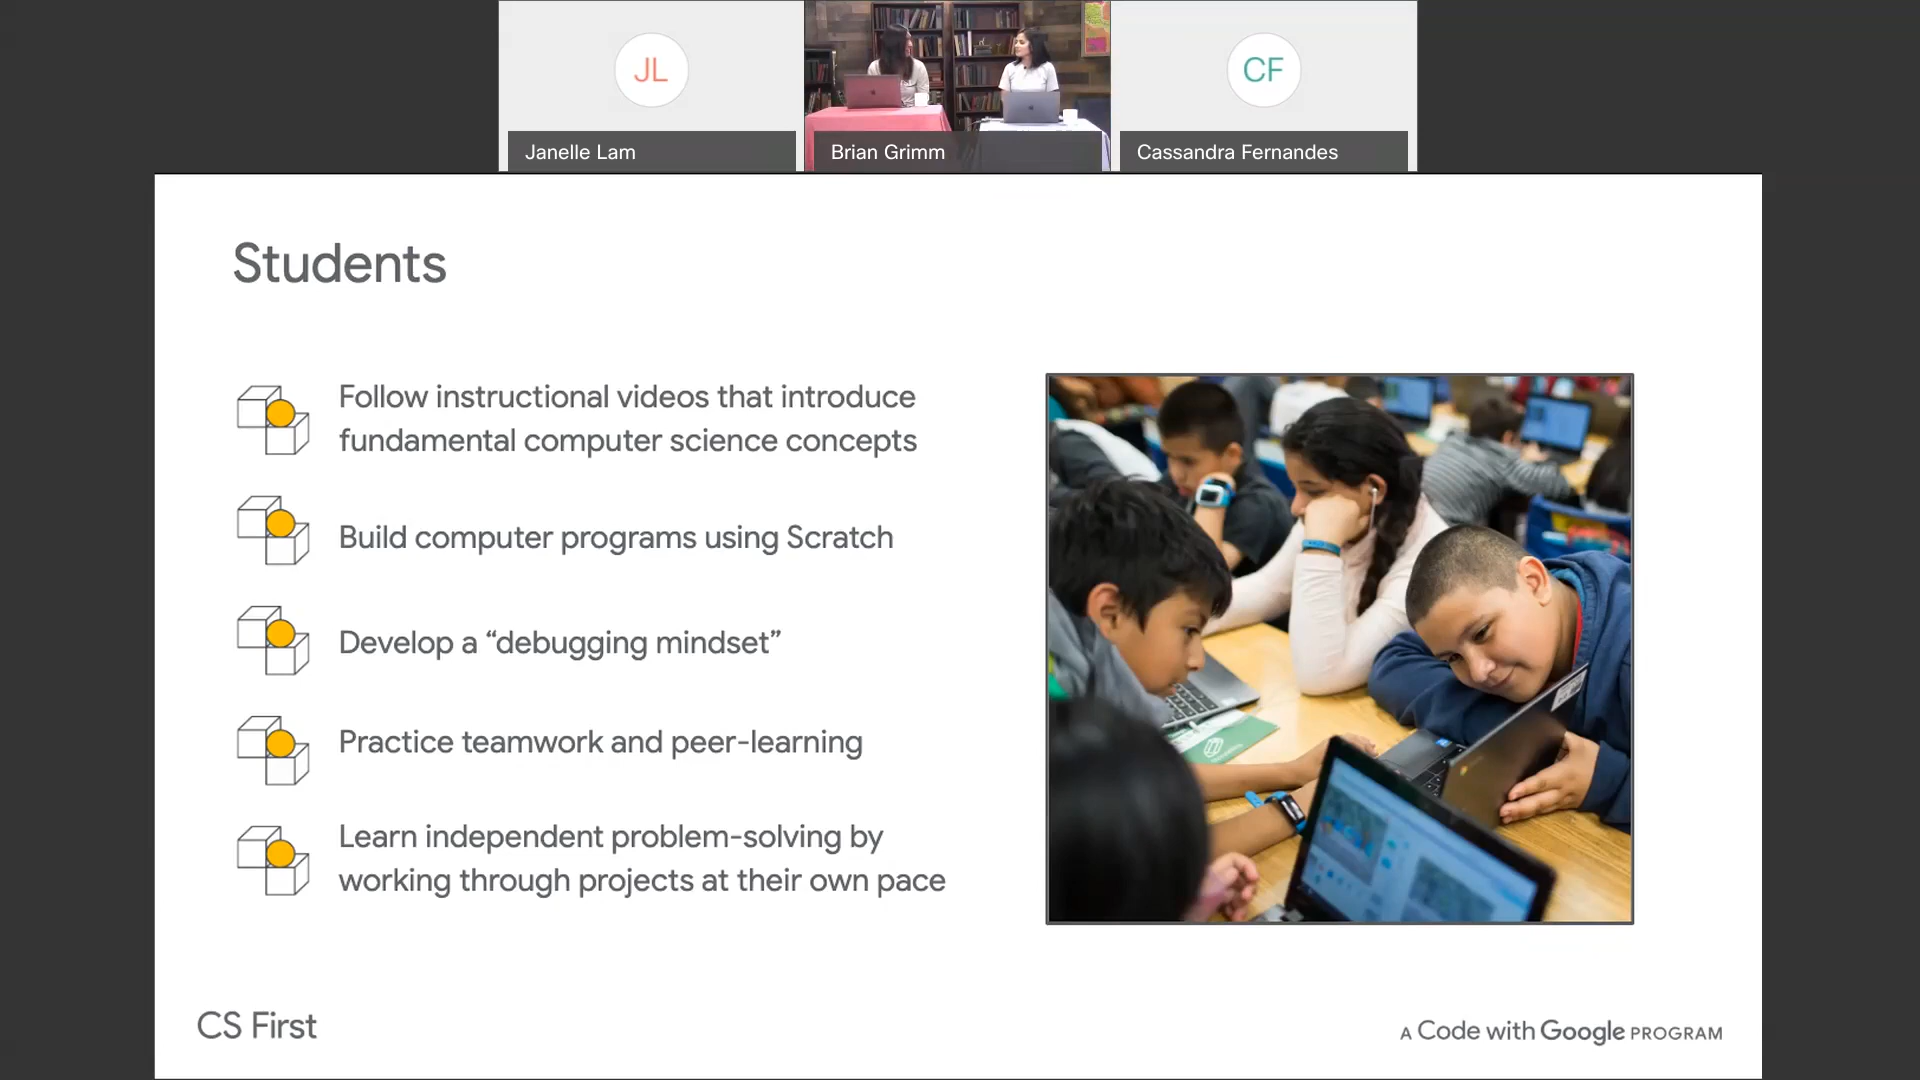 JL
CF
Janelle Lam
Brian Grimm
Cassandra Fernandes
Students
Follow instructional videos that introduce
fundamental computer science concepts
Build computer programs using Scratch
Develop a “debugging mindset”
Practice teamwork and peer-learning
Learn independent problem-solving by
working through projects at their own pace
CS First
A Code with Google PROGRAM